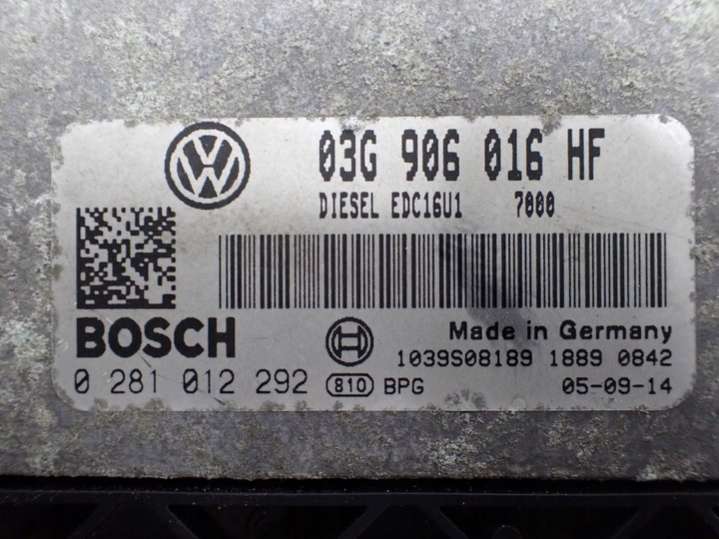 VW
03G 906 016 HF
DIESEL EDC16U1 7000
BOSCH
Made in Germany
1039S08189 1889 0842
0 281 012 292 810 BPG 05-09-14